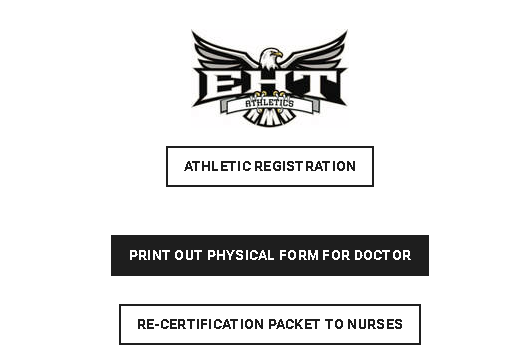 EHT
ATHLETICS
ATHLETIC REGISTRATION
PRINT OUT PHYSICAL FORM FOR DOCTOR
RE-CERTIFICATION PACKET TO NURSES